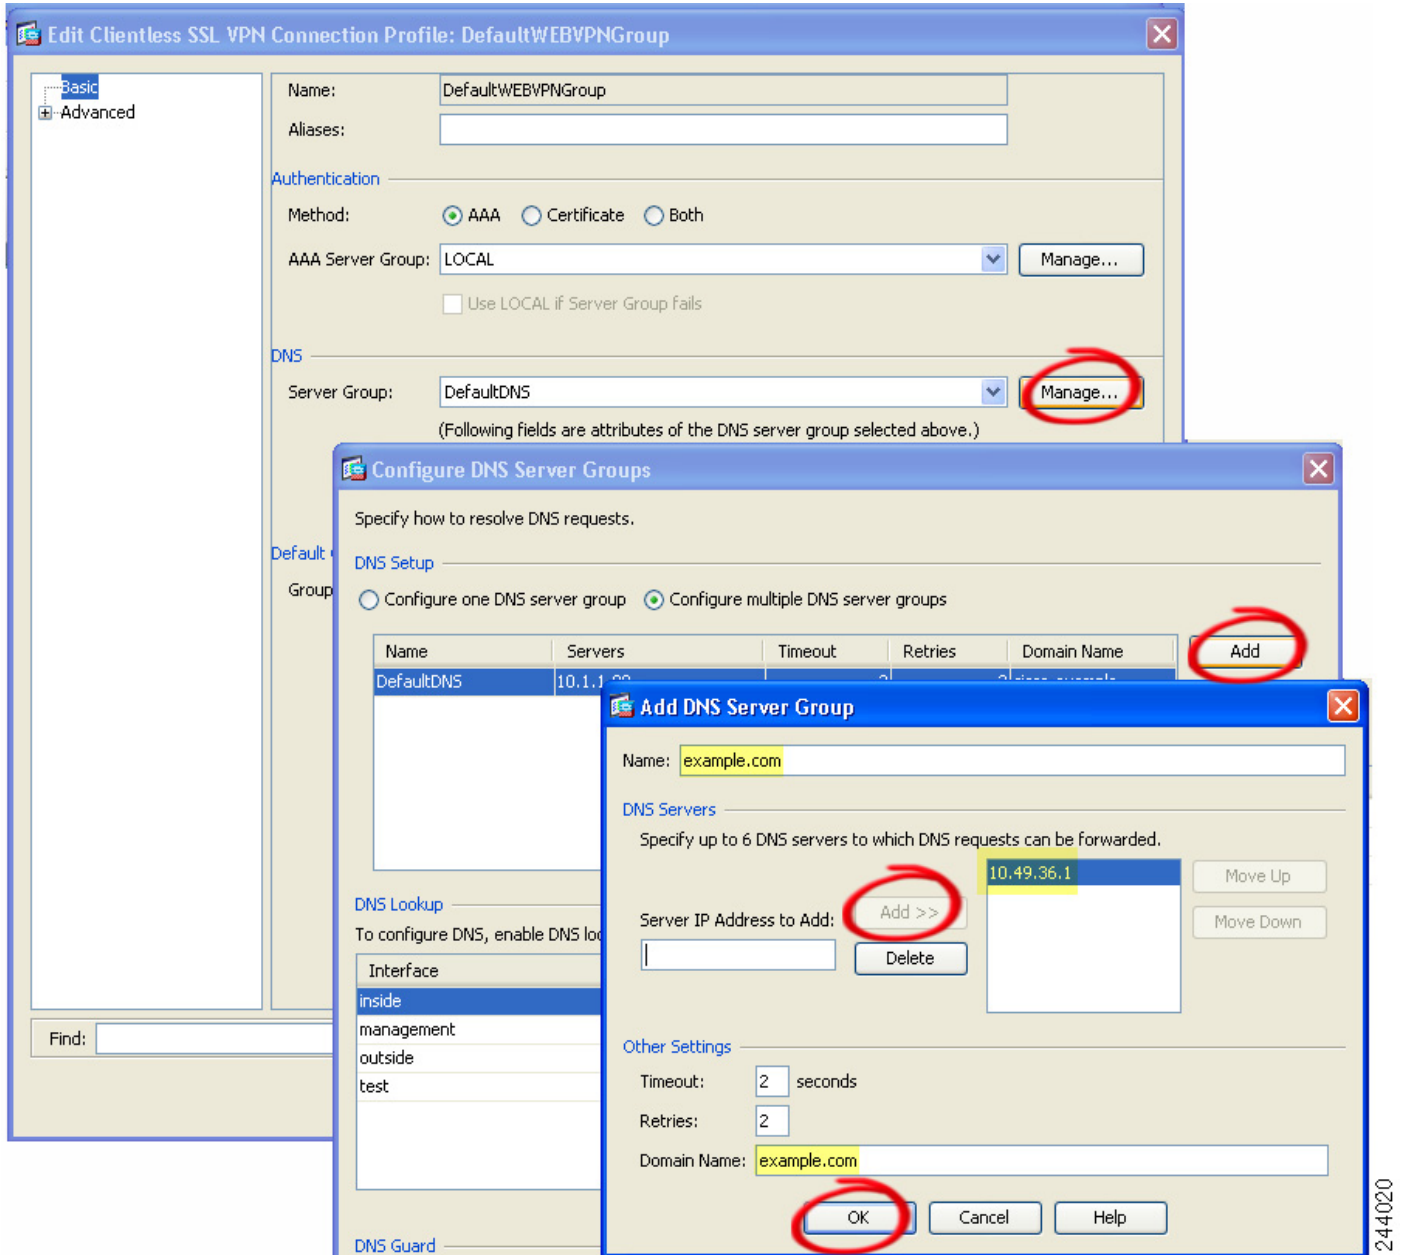 Edit Clientless SSL VPN Connection Profile: DefaultWEBVPNGroup
Basic
Advanced
Name: DefaultWEBVPNGroup
Aliases:
Authentication
Method: AAA Certificate Both
AAA Server Group: LOCAL Manage...
Use LOCAL if Server Group fails
DNS
Server Group: DefaultDNS Manage...
(Following fields are attributes of the DNS server group selected above.)
Default
Group
Find:
Configure DNS Server Groups
Specify how to resolve DNS requests.
DNS Setup
Configure one DNS server group Configure multiple DNS server groups
Name Servers Timeout Retries Domain Name Add
DefaultDNS
DNS Lookup
To configure DNS, enable DNS
Interface
inside
management
outside
test
DNS Guard
Add DNS Server Group
Name: example.com
DNS Servers
Specify up to 6 DNS servers to which DNS requests can be forwarded.
10.49.36.1 Move Up
Server IP Address to Add: Add >> Move Down
Delete
Other Settings
Timeout: 2 seconds
Retries: 2
Domain Name: example.com
OK Cancel Help
244020